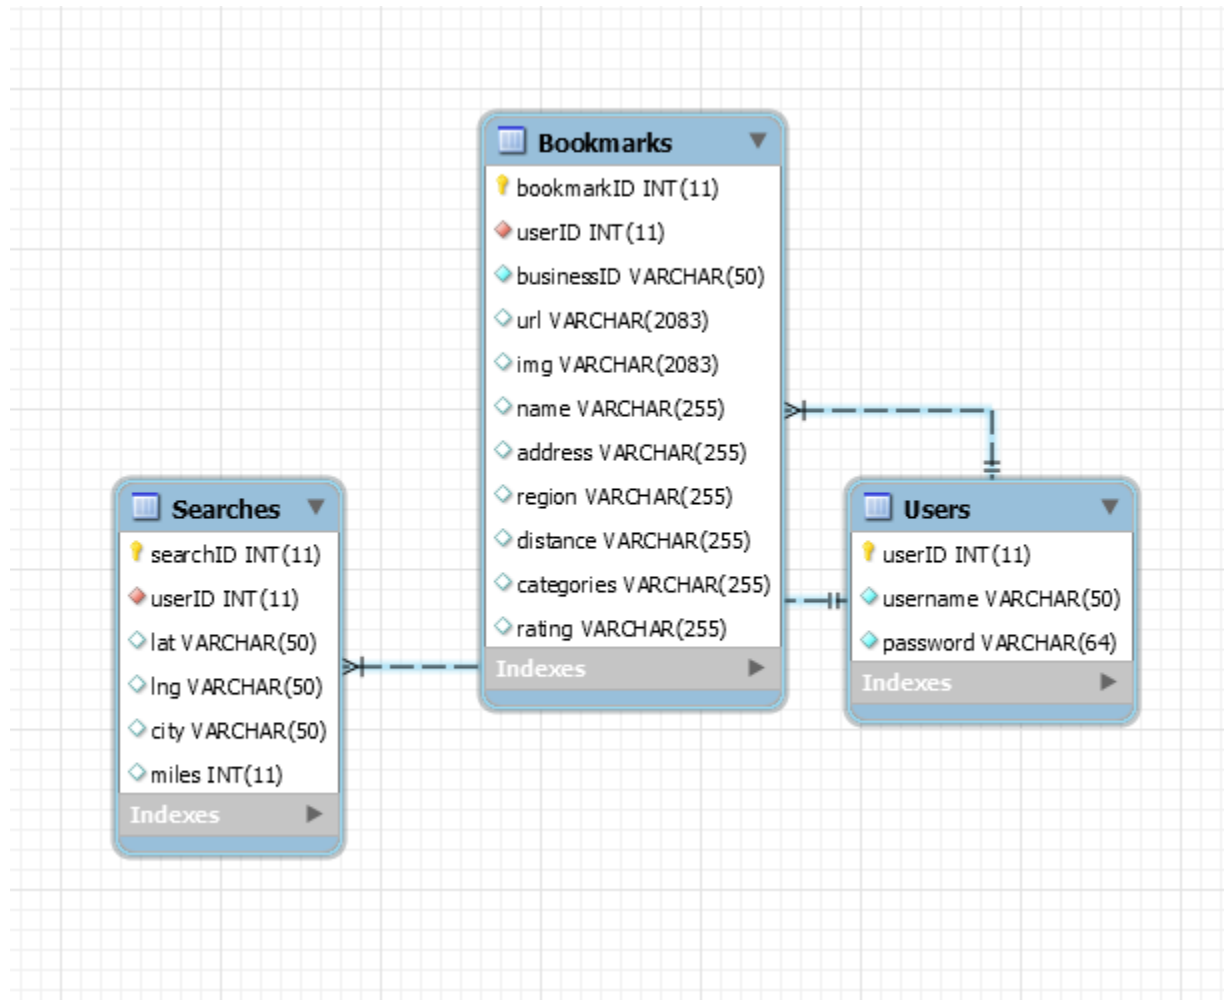 Bookmarks
bookmarkID INT(11)
userID INT(11)
businessID VARCHAR(50)
url VARCHAR(2083)
img VARCHAR(2083)
name VARCHAR(255)
address VARCHAR(255)
region VARCHAR(255)
distance VARCHAR(255)
categories VARCHAR(255)
rating VARCHAR(255)
Indexes
Searches
searchID INT(11)
userID INT(11)
lat VARCHAR(50)
lng VARCHAR(50)
city VARCHAR(50)
miles INT(11)
Indexes
Users
userID INT(11)
username VARCHAR(50)
password VARCHAR(64)
Indexes